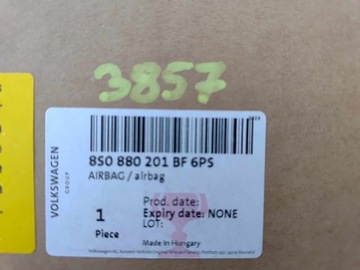 3857
VOLKSWAGEN
GROUP
8S0 880 201 BF 6PS
AIRBAG / airbag
1
Piece
Prod. date:
Expiry date: NONE
LOT:
Made in Hungary